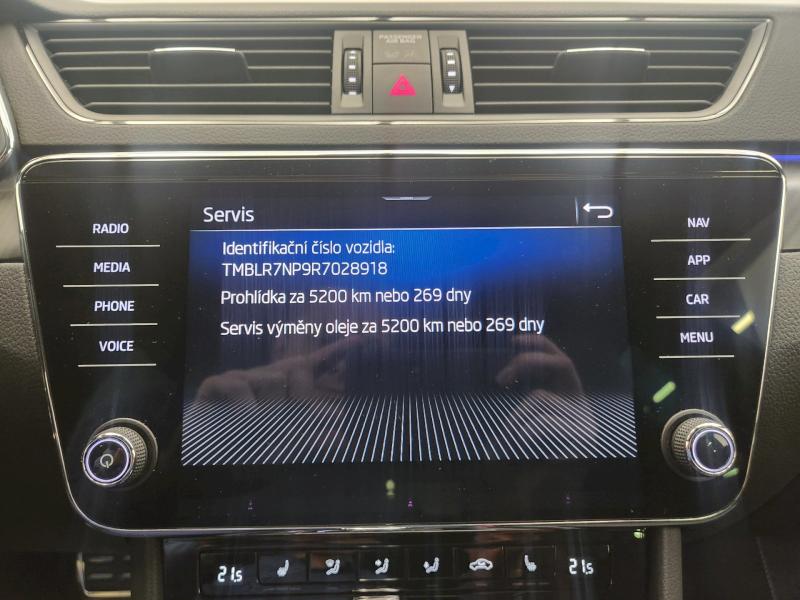 PASSENGER
AIR BAG
Servis
RADIO
MEDIA
PHONE
VOICE
Identifikační číslo vozidla:
TMBLR7NP9R7028918
Prohlídka za 5200 km nebo 269 dny
Servis výměny oleje za 5200 km nebo 269 dny
NAV
APP
CAR
MENU
21.5
21.5